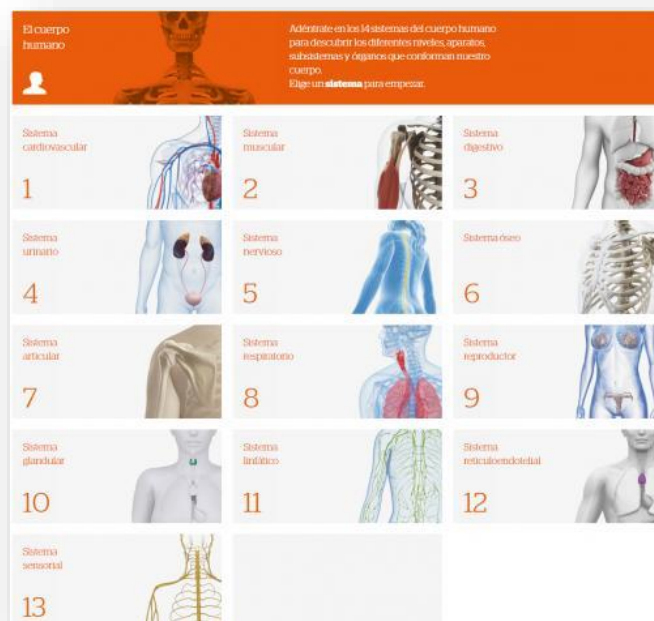 El cuerpo
humano
Adéntrate en los 14 sistemas del cuerpo humano
para descubrir los diferentes niveles, aparatos,
subsistemas y órganos que conforman nuestro
cuerpo.
Elige un sistema para empezar.
Sistema
cardiovascular
1
Sistema
muscular
2
Sistema
digestivo
3
Sistema
urinario
4
Sistema
nervioso
5
Sistema óseo
6
Sistema
articular
7
Sistema
respiratorio
8
Sistema
reproductor
9
Sistema
glandular
10
Sistema
linfático
11
Sistema
reticuloendotelial
12
Sistema
sensorial
13